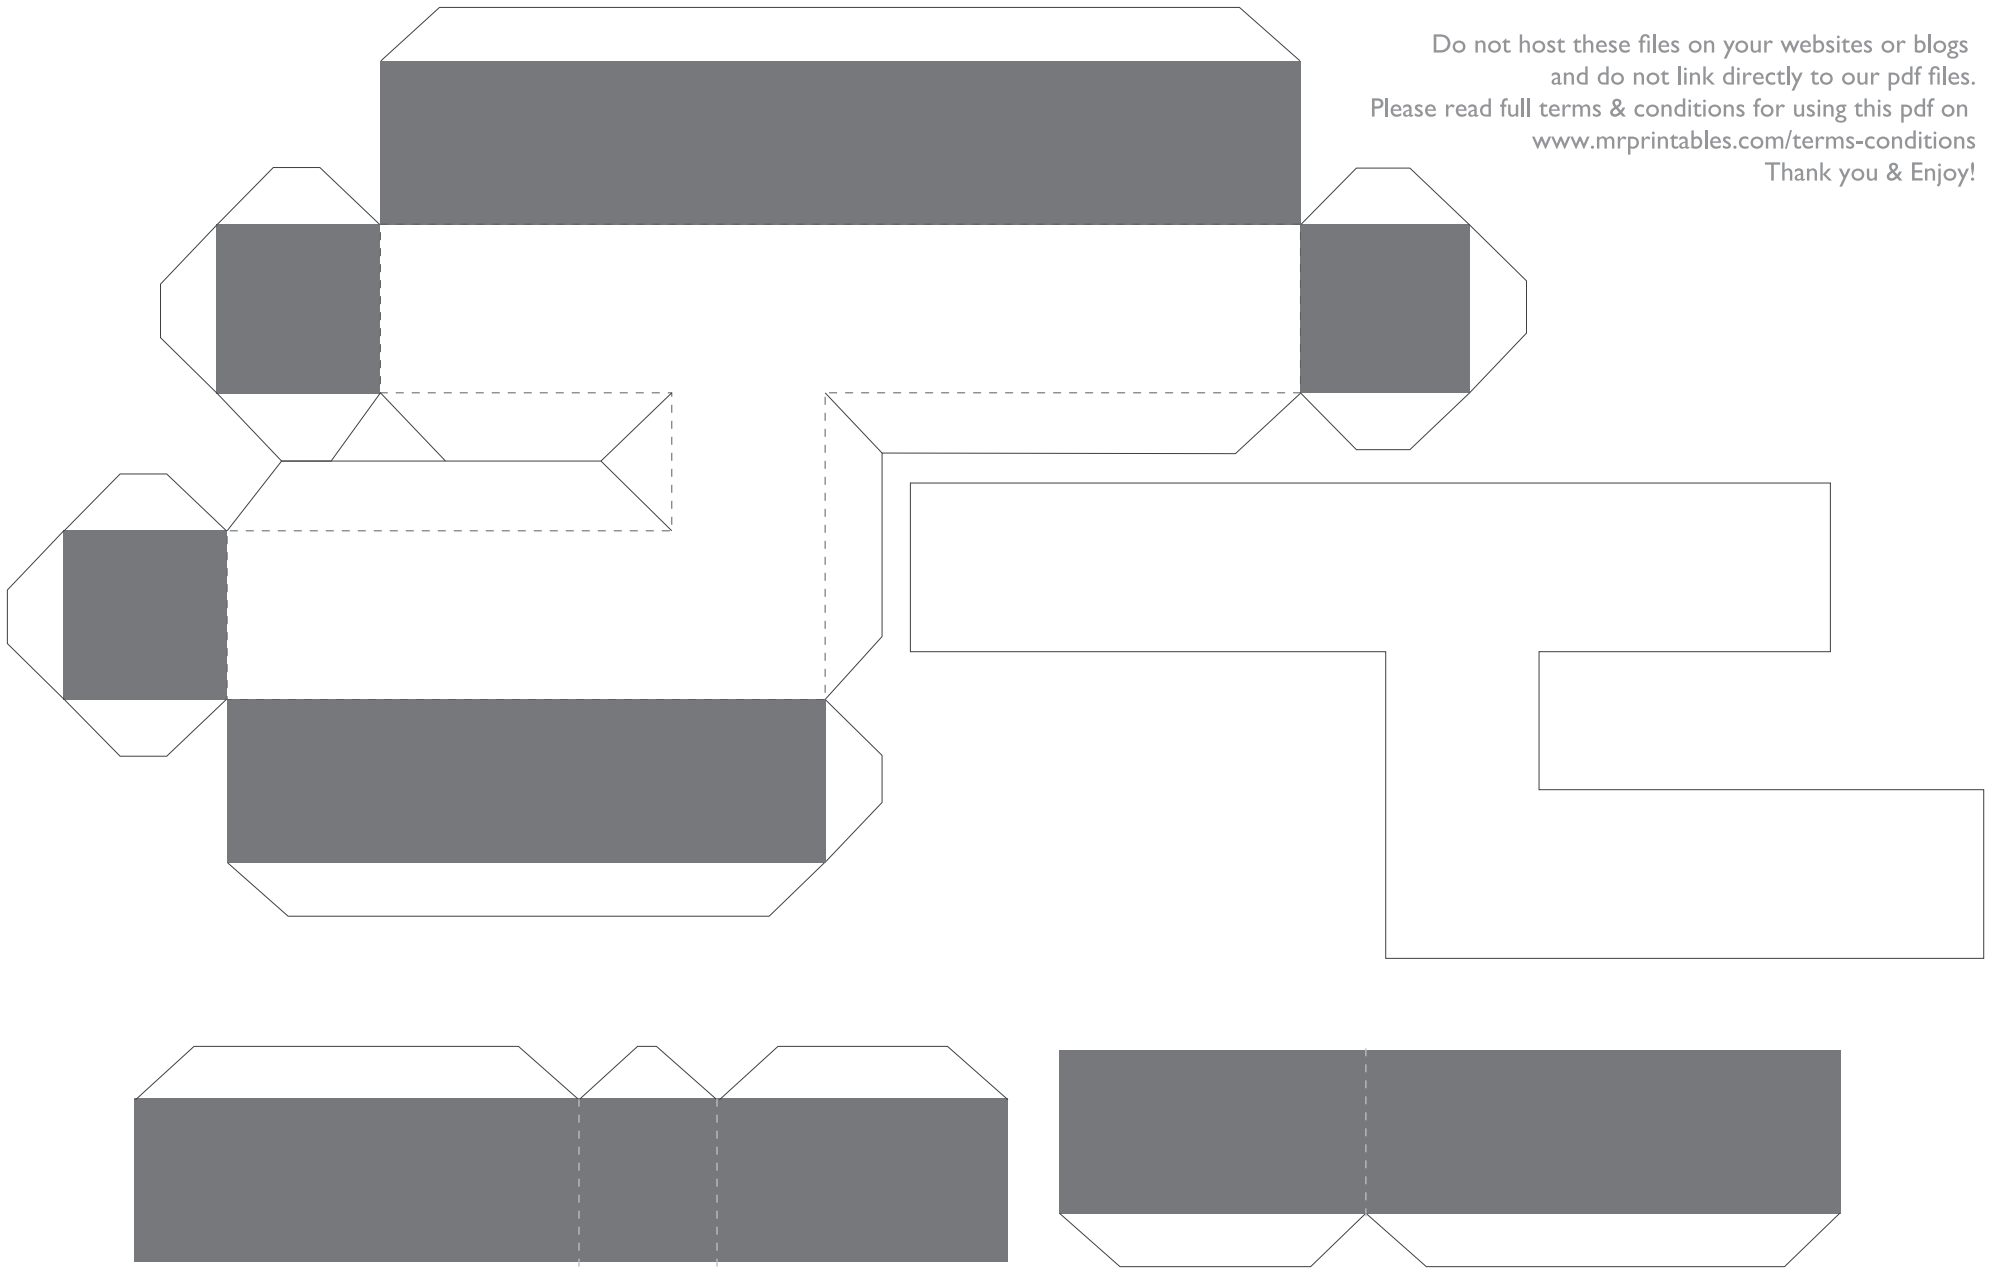 Do not host these files on your websites or blogs
and do not link directly to our pdf files.
Please read full terms & conditions for using this pdf on
www.mrprintables.com/terms-conditions
Thank you & Enjoy!